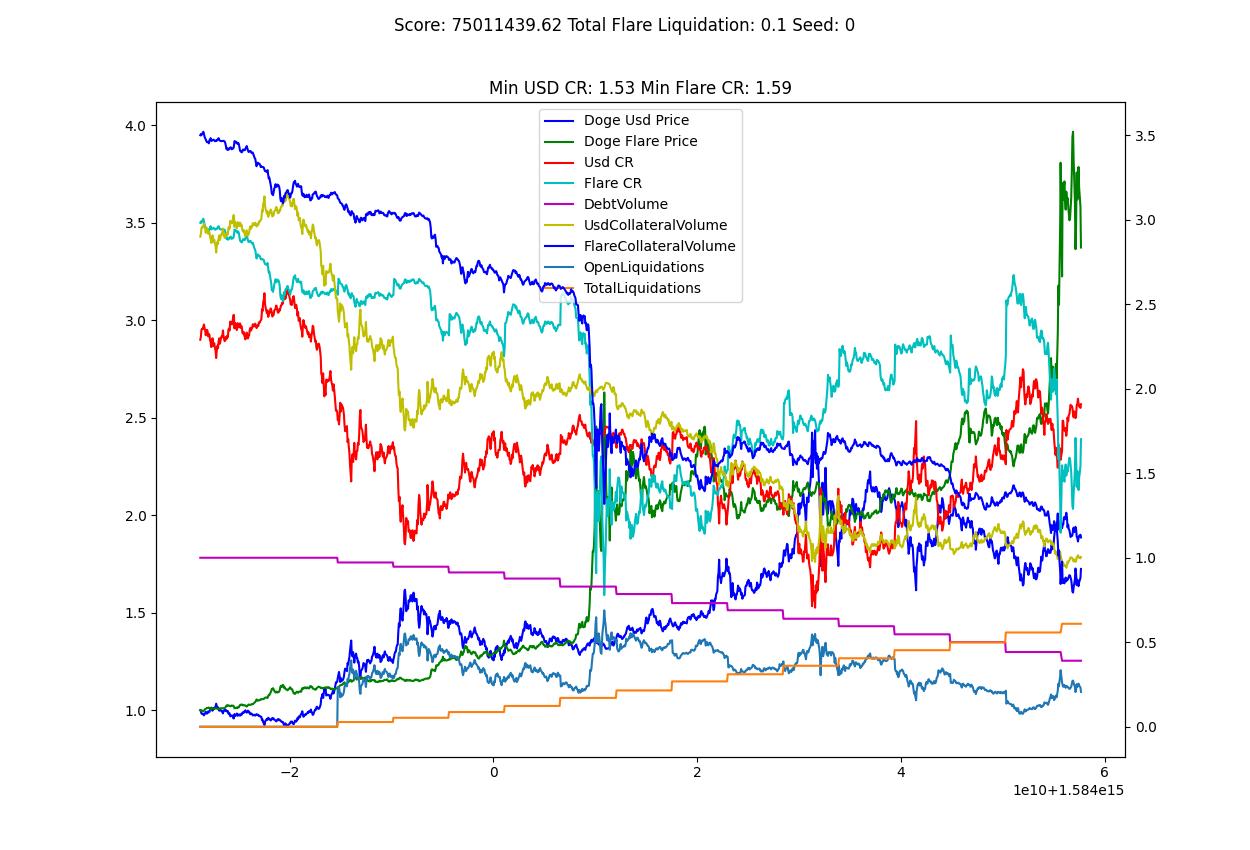 Score: 75011439.62 Total Flare Liquidation: 0.1 Seed: 0
Min USD CR: 1.53 Min Flare CR: 1.59
Doge Usd Price
Doge Flare Price
Usd CR
Flare CR
DebtVolume
UsdCollateralVolume
FlareCollateralVolume
OpenLiquidations
TotalLiquidations
4.0
3.5
3.0
2.5
2.0
1.5
1.0
3.5
3.0
2.5
2.0
1.5
1.0
0.5
0.0
−2 0 2 4 6
1e10+1.584e15